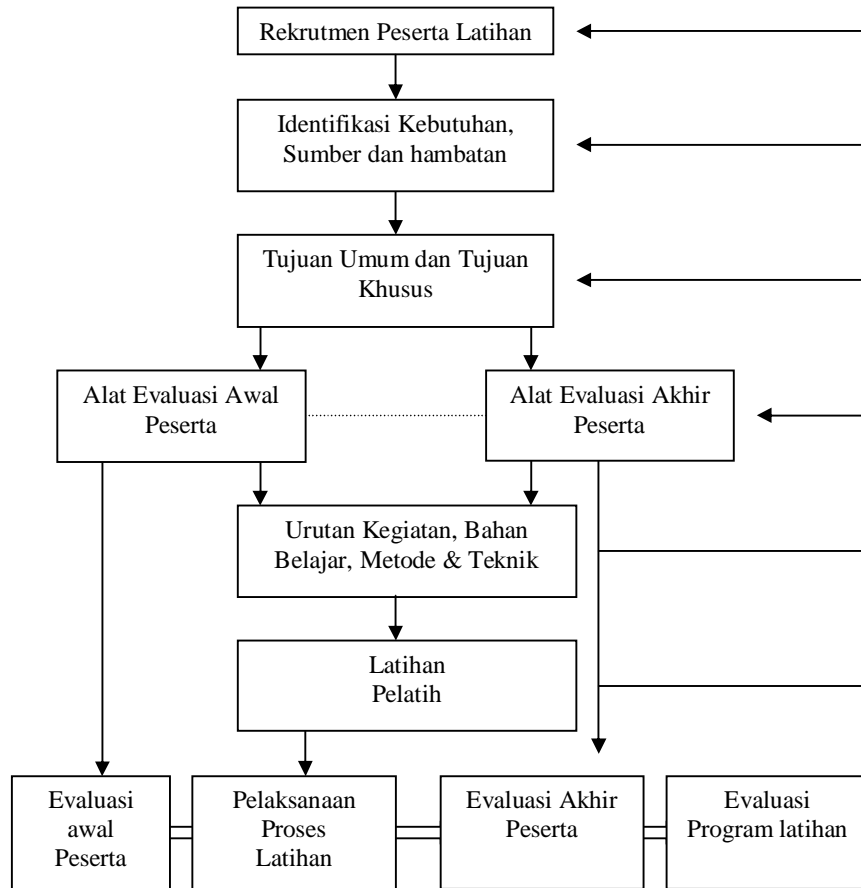 Rekrutmen Peserta Latihan
Identifikasi Kebutuhan,
Sumber dan hambatan
Tujuan Umum dan Tujuan
Khusus
Alat Evaluasi Awal
Peserta
Alat Evaluasi Akhir
Peserta
Urutan Kegiatan, Bahan
Belajar, Metode & Teknik
Latihan
Pelatih
Evaluasi
awal
Peserta
Pelaksanaan
Proses
Latihan
Evaluasi Akhir
Peserta
Evaluasi
Program latihan